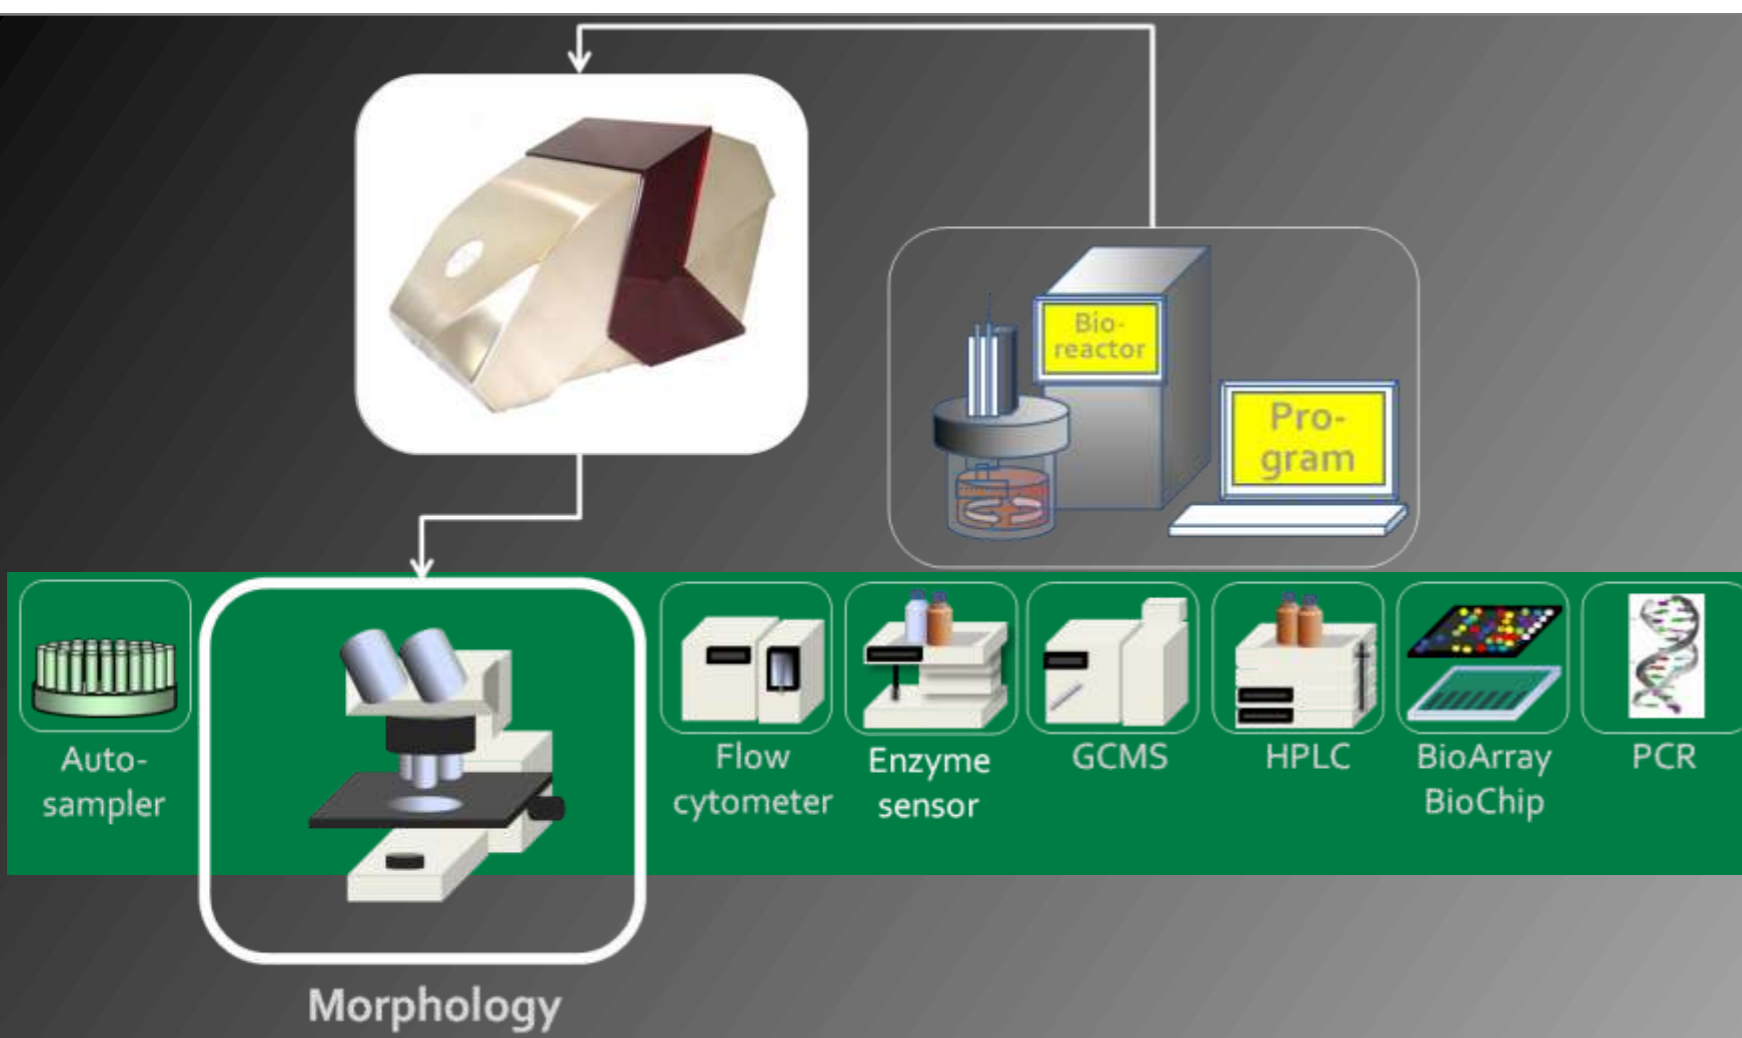 Bio-
reactor
Pro-
gram
Auto-
sampler
Flow
cytometer
Enzyme
sensor
GCMS
HPLC
BioArray
BioChip
PCR
Morphology